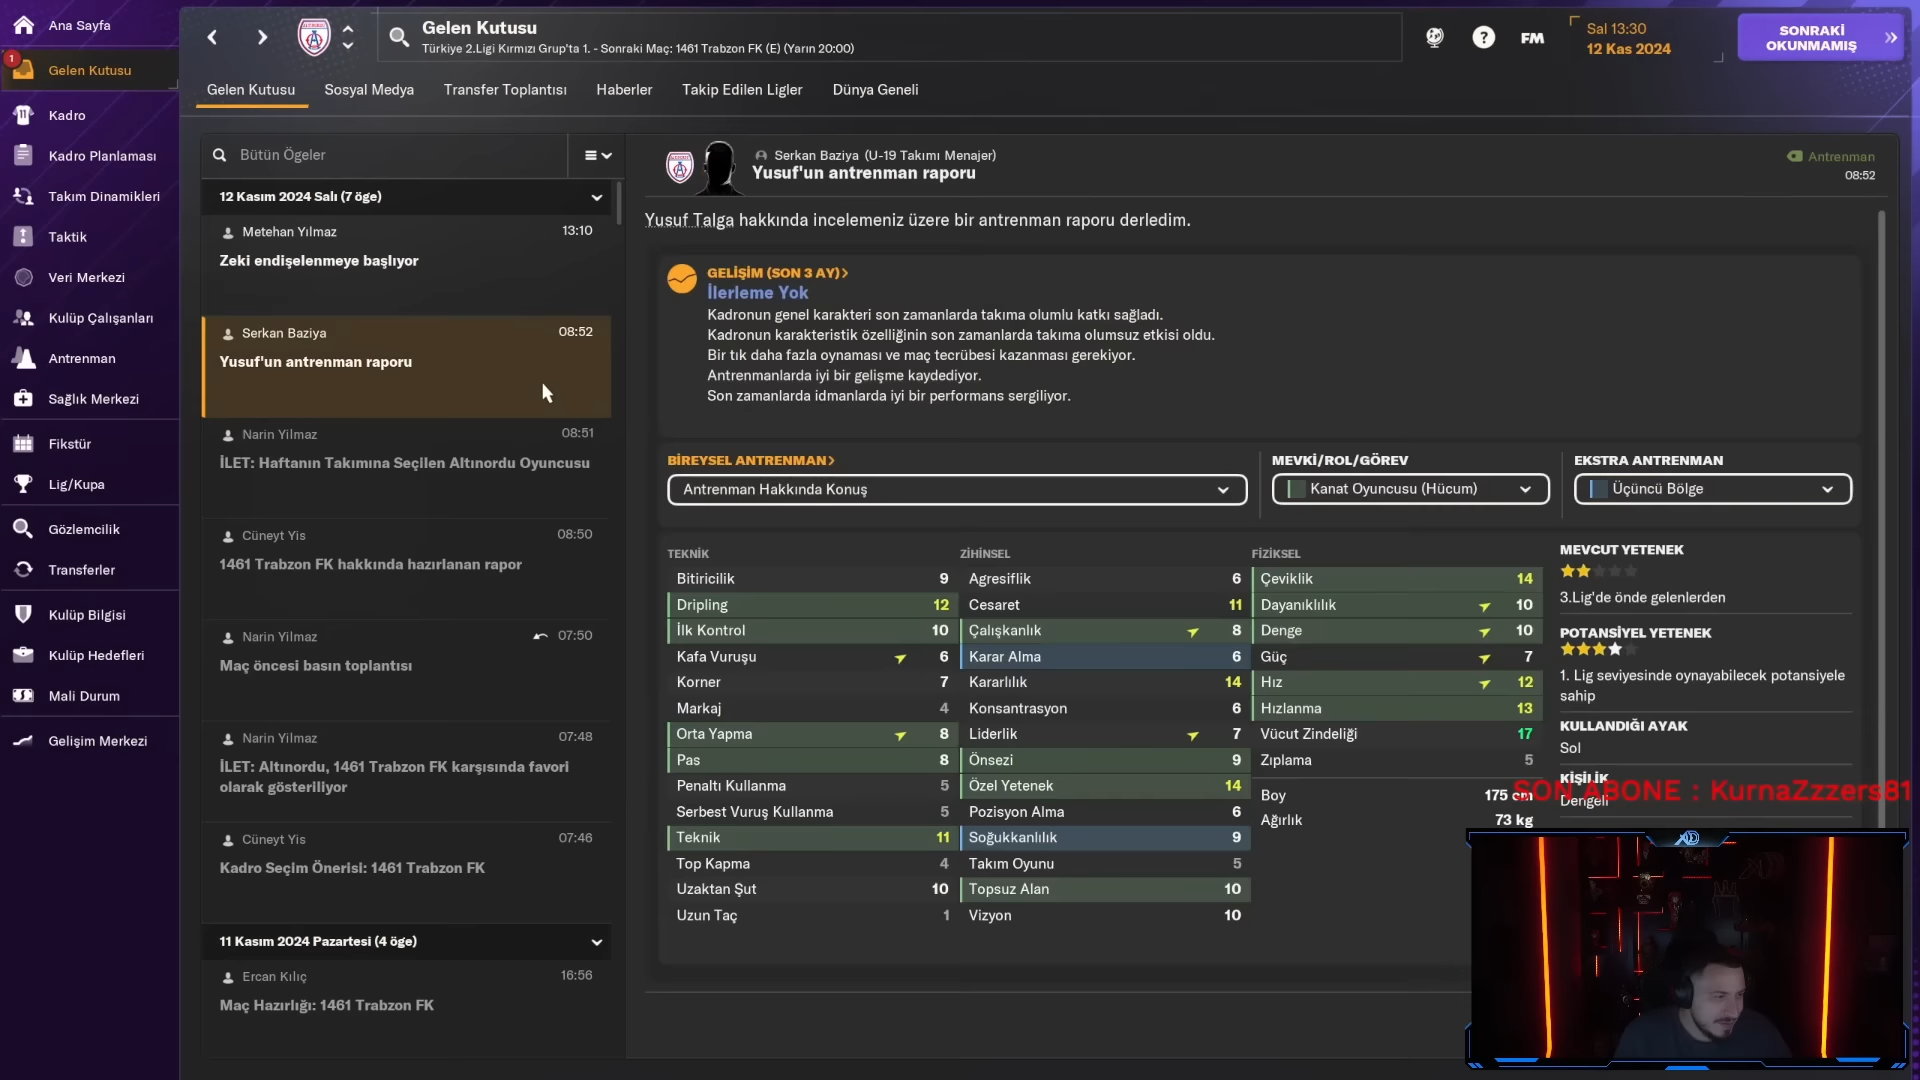 Ana Sayfa
1
Gelen Kutusu
Kadro
Kadro Planlaması
Takım Dinamikleri
Taktik
Veri Merkezi
Kulüp Çalışanları
Antrenman
Sağlık Merkezi
Fikstür
Lig/Kupa
Gözlemcilik
Transferler
Kulüp Bilgisi
Kulüp Hedefleri
Mali Durum
Gelişim Merkezi
Gelen Kutusu
Türkiye 2.Ligi Kırmızı Grup'ta 1. - Sonraki Maç: 1461 Trabzon FK (E) (Yarın 20:00)
FM
Sal 13:30
12 Kas 2024
SONRAKİ
OKUNMAMIŞ
Gelen Kutusu Sosyal Medya Transfer Toplantısı Haberler Takip Edilen Ligler Dünya Geneli
Bütün Ögeler
12 Kasım 2024 Salı (7 öge)
Metehan Yılmaz 13:10
Zeki endişelenmeye başlıyor
Serkan Baziya 08:52
Yusuf'un antrenman raporu
Narin Yilmaz 08:51
İLET: Haftanın Takımına Seçilen Altınordu Oyuncusu
Cüneyt Yis 08:50
1461 Trabzon FK hakkında hazırlanan rapor
Narin Yilmaz 07:50
Maç öncesi basın toplantısı
Narin Yilmaz 07:48
İLET: Altınordu, 1461 Trabzon FK karşısında favori
olarak gösteriliyor
Cüneyt Yis 07:46
Kadro Seçim Önerisi: 1461 Trabzon FK
11 Kasım 2024 Pazartesi (4 öge)
Ercan Kılıç 16:56
Maç Hazırlığı: 1461 Trabzon FK
Serkan Baziya (U-19 Takımı Menajer)
Yusuf'un antrenman raporu
Antrenman
08:52
Yusuf Talga hakkında incelemeniz üzere bir antrenman raporu derledim.
GELİŞİM (SON 3 AY)>
İlerleme Yok
Kadronun genel karakteri son zamanlarda takıma olumlu katkı sağladı.
Kadronun karakteristik özelliğinin son zamanlarda takıma olumsuz etkisi oldu.
Bir tık daha fazla oynaması ve maç tecrübesi kazanması gerekiyor.
Antrenmanlarda iyi bir gelişme kaydediyor.
Son zamanlarda idmanlarda iyi bir performans sergiliyor.
BİREYSEL ANTRENMAN>
Antrenman Hakkında Konuş
MEVKİ/ROL/GÖREV
Kanat Oyuncusu (Hücum)
EKSTRA ANTRENMAN
Üçüncü Bölge
TEKNİK
Bitiricilik 9
Dripling 12
İlk Kontrol 10
Kafa Vuruşu 6
Korner 7
Markaj 4
Orta Yapma 8
Pas 8
Penaltı Kullanma 5
Serbest Vuruş Kullanma 5
Teknik 11
Top Kapma 4
Uzaktan Şut 10
Uzun Taç 1
ZİHİNSEL
Agresiflik 6
Cesaret 11
Çalışkanlık 8
Karar Alma 6
Kararlılık 14
Konsantrasyon 6
Liderlik 7
Önsezi 9
Özel Yetenek 14
Pozisyon Alma 6
Soğukkanlılık 9
Takım Oyunu 5
Topsuz Alan 10
Vizyon 10
FİZİKSEL
Çeviklik 14
Dayanıklılık 10
Denge 10
Güç 7
Hız 12
Hızlanma 13
Vücut Zindeliği 17
Zıplama 5
Boy 175 cm
Ağırlık 73 kg
MEVCUT YETENEK
3.Lig'de önde gelenlerden
POTANSİYEL YETENEK
1. Lig seviyesinde oynayabilecek potansiyele
sahip
KULLANDIĞI AYAK
Sol
KİŞİLİK
Dengeli
SON ABONE : KurnaZzzers81